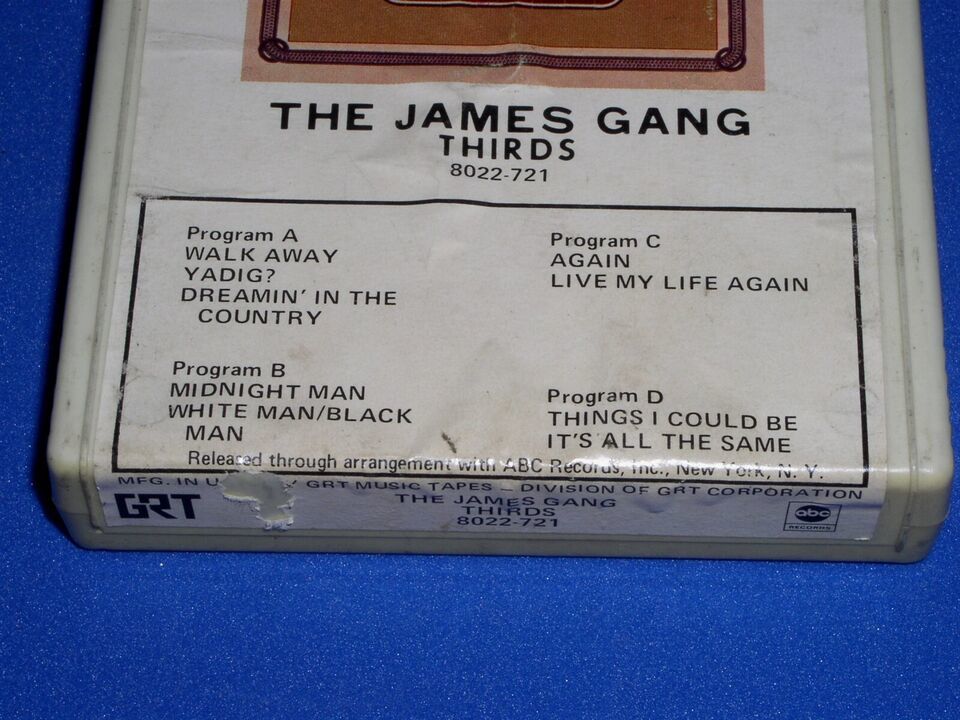 THE JAMES GANG
THIRDS
8022-721
Program A
WALK AWAY
YADIG?
DREAMIN' IN THE
COUNTRY
Program B
MIDNIGHT MAN
WHITE MAN/BLACK
MAN
Program C
AGAIN
LIVE MY LIFE AGAIN
Program D
THINGS I COULD BE
IT'S ALL THE SAME
Released through arrangement with ABC Records, Inc., New York, N. Y.
MFG. IN GRT MUSIC TAPES – DIVISION OF GRT CORPORATION
GRT
THE JAMES GANG
THIRDS
8022-721
abc
RECORDS